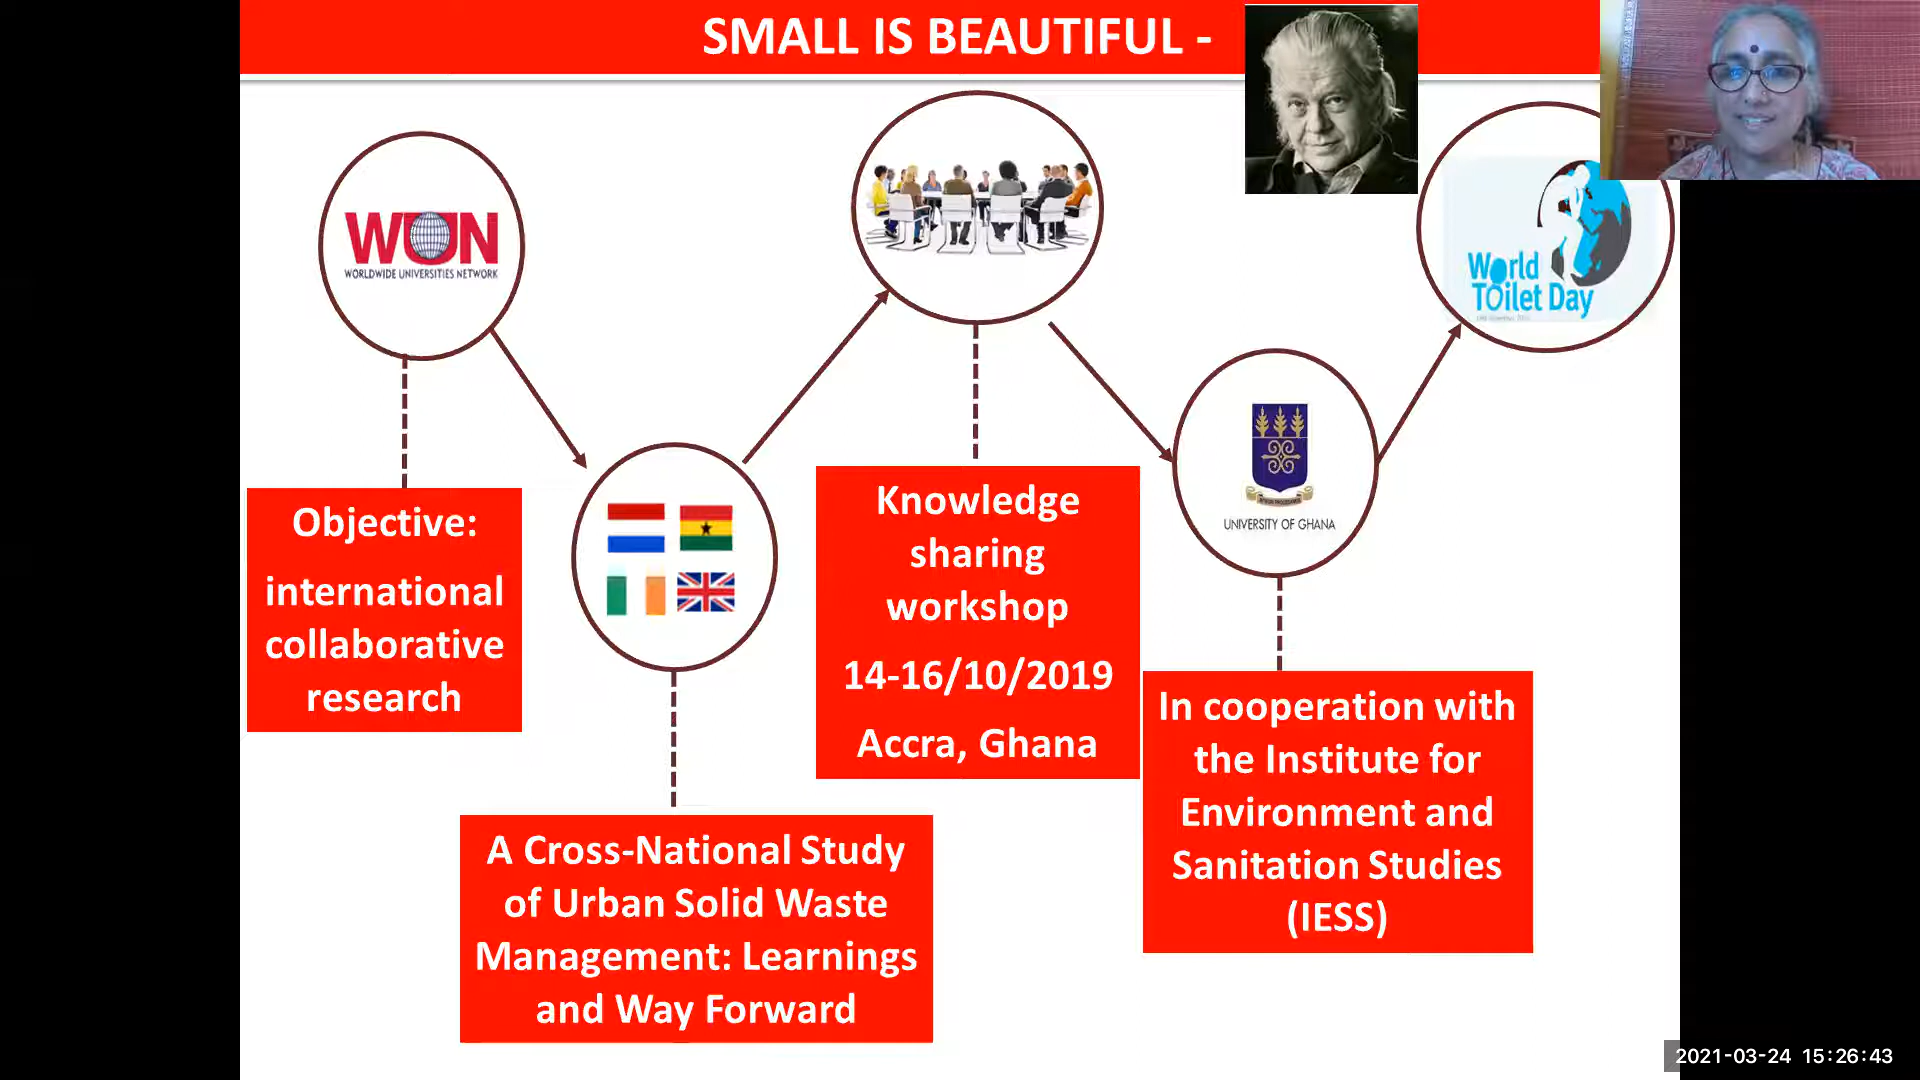 SMALL IS BEAUTIFUL -
WUN
WORLDWIDE UNIVERSITIES NETWORK
World
Toilet Day
UNIVERSITY OF GHANA
Objective:
international
collaborative
research
A Cross-National Study
of Urban Solid Waste
Management: Learnings
and Way Forward
Knowledge
sharing
workshop
14-16/10/2019
Accra, Ghana
In cooperation with
the Institute for
Environment and
Sanitation Studies
(IESS)
2021-03-24 15:26:43